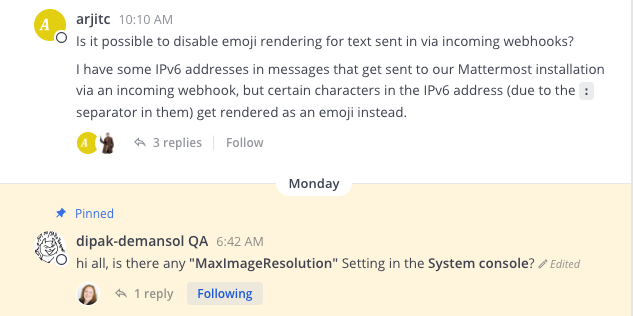 arjitc 10:10 AM
A
Is it possible to disable emoji rendering for text sent in via incoming webhooks?
I have some IPv6 addresses in messages that get sent to our Mattermost installation
via an incoming webhook, but certain characters in the IPv6 address (due to the :
separator in them) get rendered as an emoji instead.
A 3 replies Follow
Monday
Pinned
dipak-demansol QA 6:42 AM
hi all, is there any "MaxImageResolution" Setting in the System console? Edited
1 reply Following